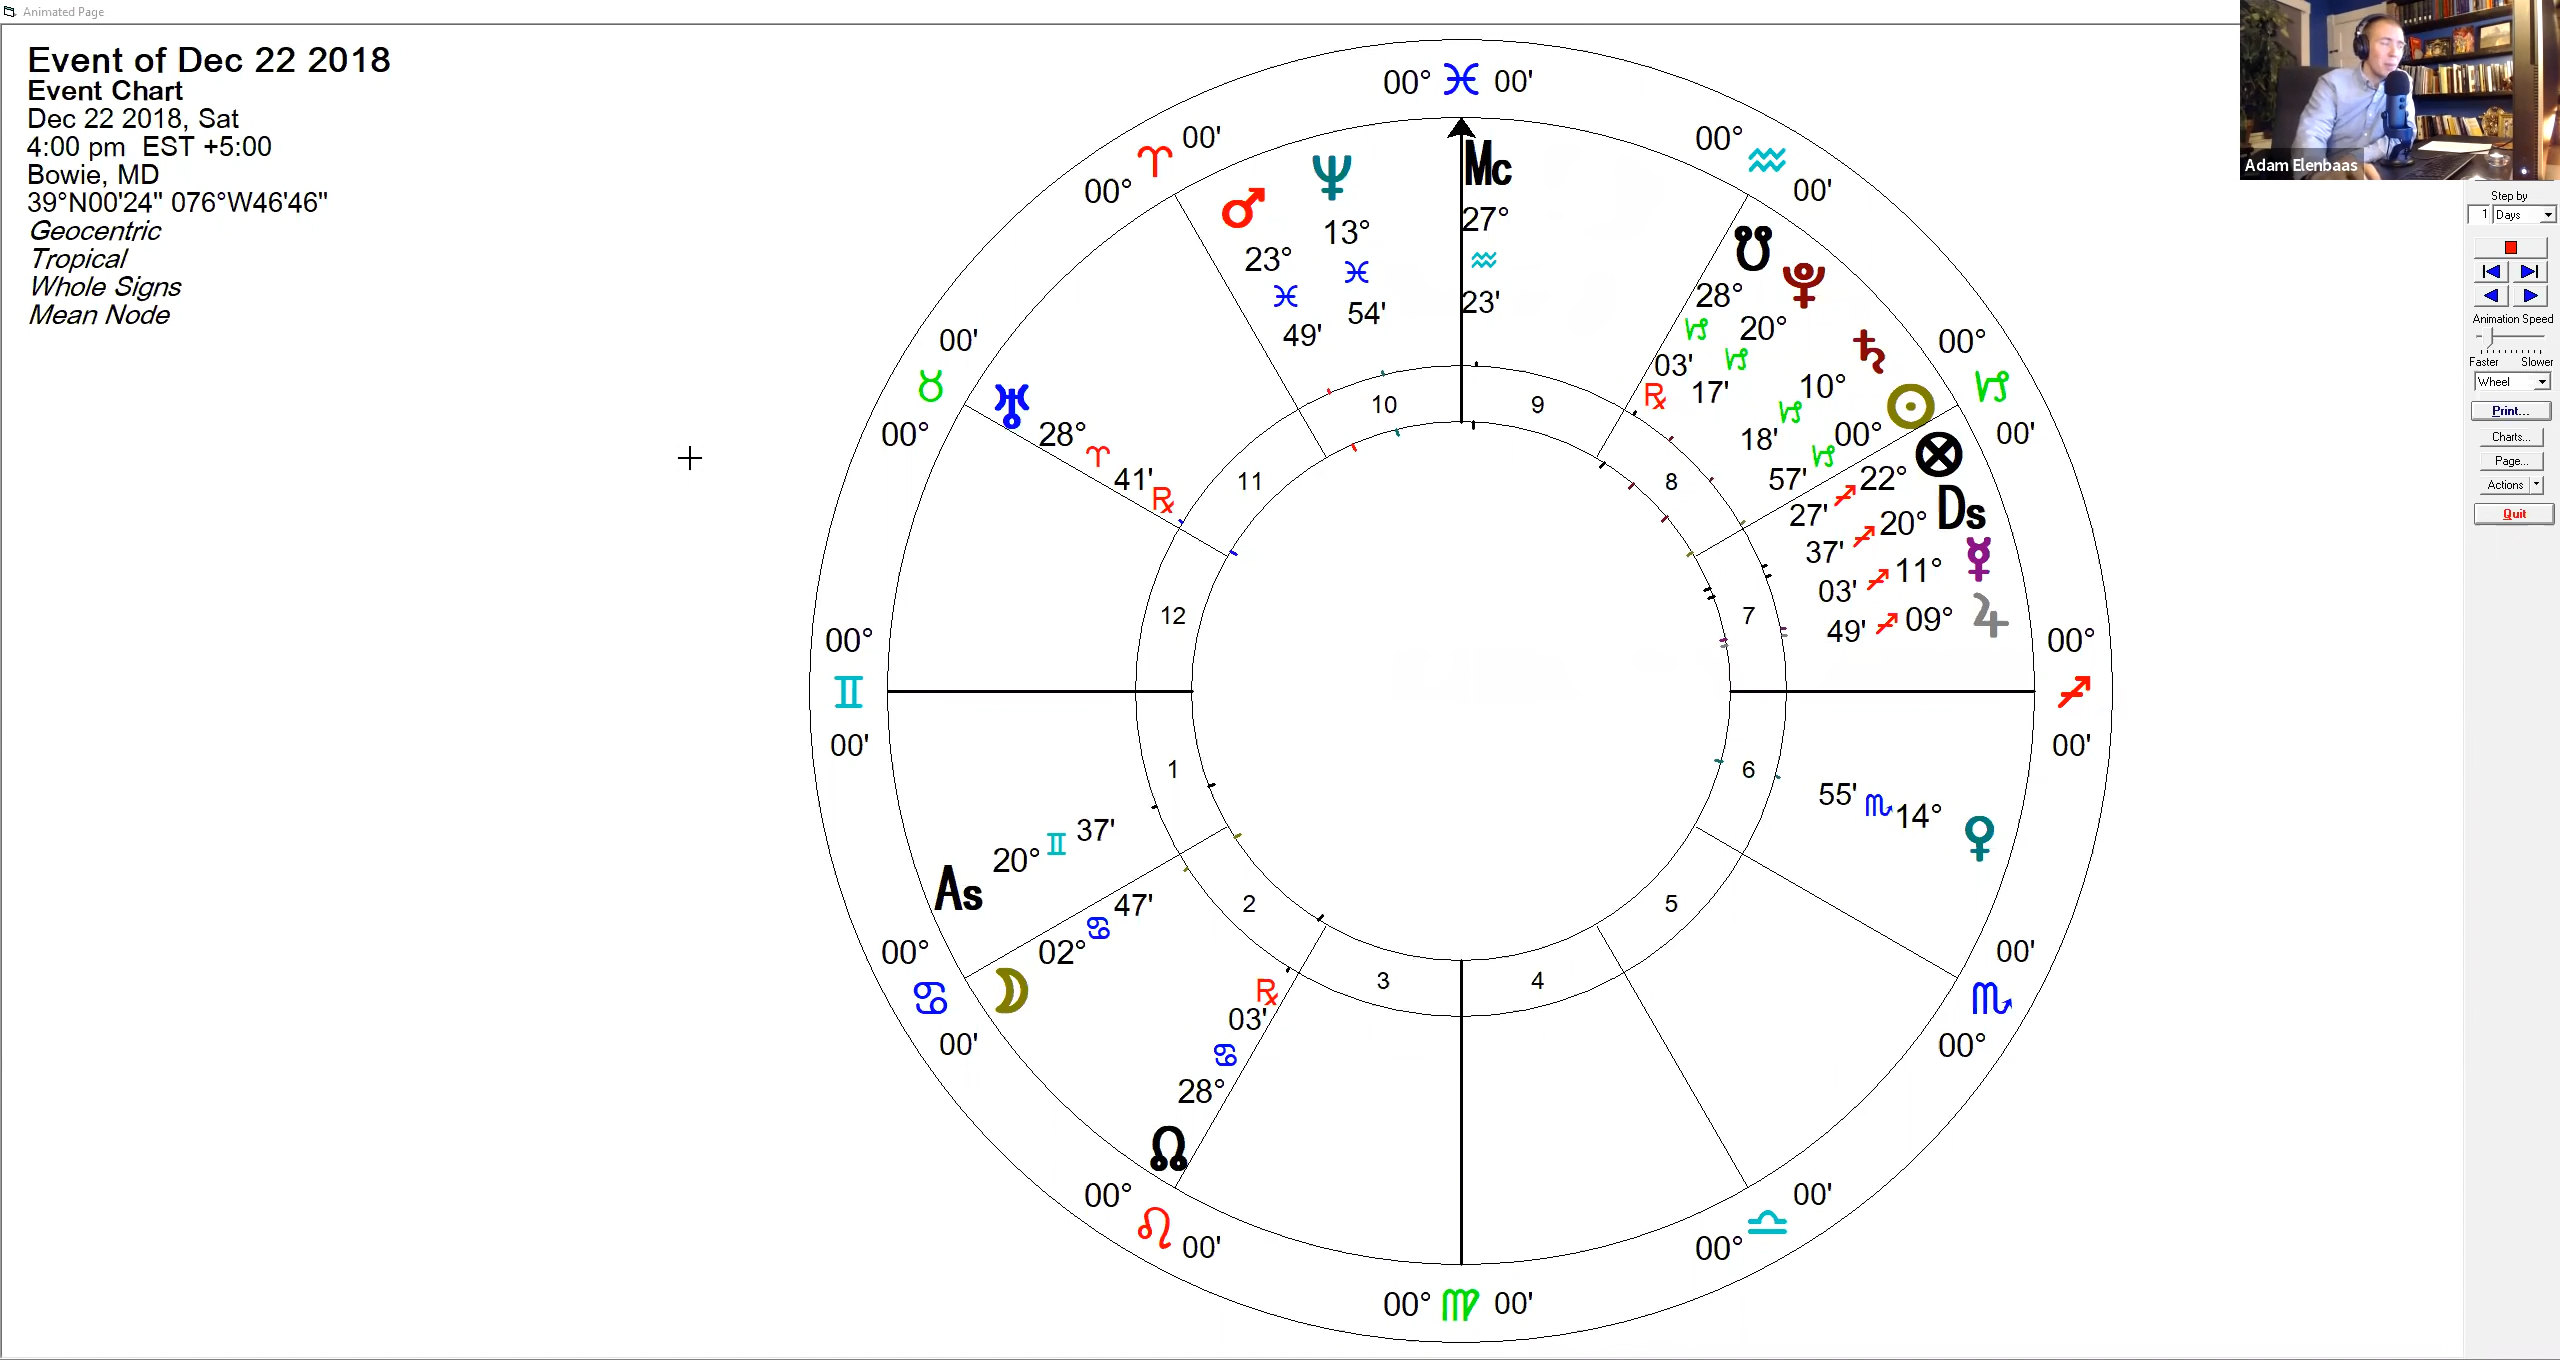 Animated Page
Event of Dec 22 2018
Event Chart
Dec 22 2018, Sat
4:00 pm EST +5:00
Bowie, MD
39°N00'24" 076°W46'46"
Geocentric
Tropical
Whole Signs
Mean Node
00° ♓ 00'
00° ♈ 00'
00° ♒ 00'
00° ♉ 00'
00° ♑ 00'
00° ♊ 00'
00° ♐ 00'
00° ♋ 00'
00° ♏ 00'
00° ♌ 00'
00° ♎ 00'
00° ♍ 00'
♂ 23° ♓ 49'
♆ 13° ♓ 54'
Mc 27° ♒ 23'
☋ 28° ♑ 03' ℞
♇ 20° ♑ 17'
♄ 10° ♑ 18'
☉ 00° ♑ 57'
⊗ 22° ♐ 27'
Ds 20° ♐ 37'
☿ 11° ♐ 03'
♃ 09° ♐ 49'
♀ 14° ♏ 55'
♅ 28° ♈ 41' ℞
As 20° ♊ 37'
☽ 02° ♋ 47'
☊ 28° ♋ 03' ℞
10
9
11
8
12
7
1
6
2
5
3
4
Adam Elenbaas
Step by
1 Days
Animation Speed
Faster Slower
Wheel
Print...
Charts...
Page...
Actions
Quit